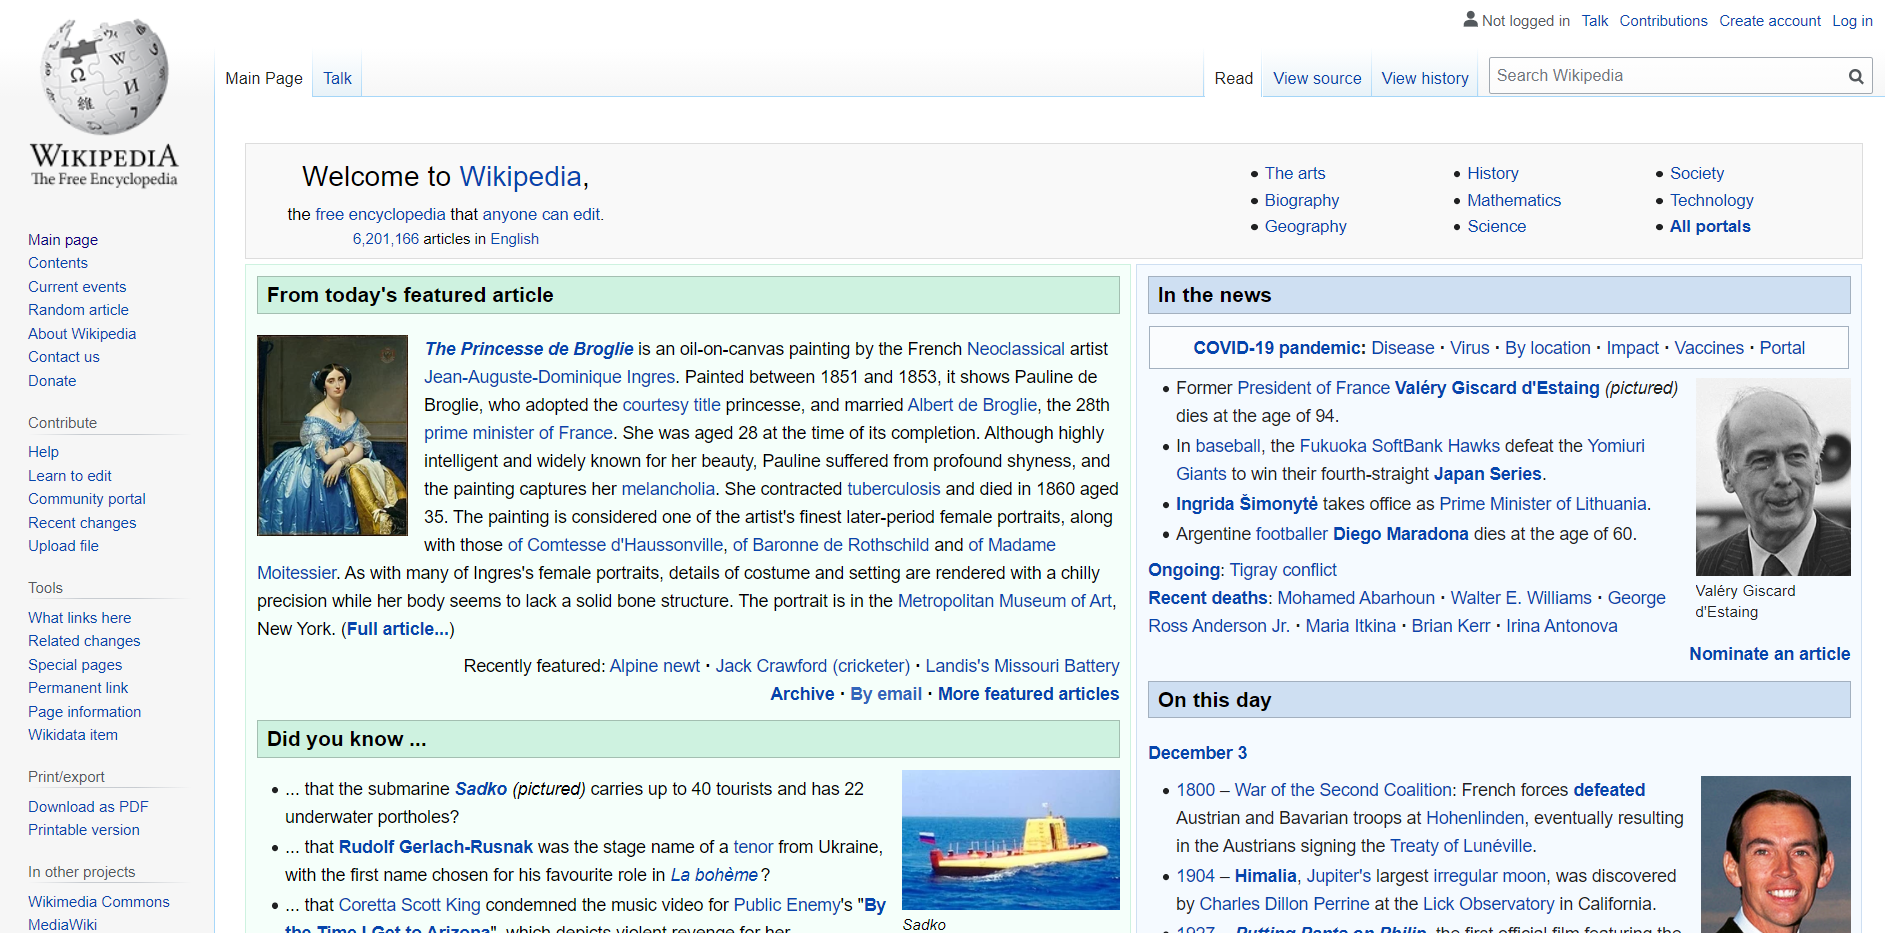 Not logged in Talk Contributions Create account Log in
Main Page Talk
Read View source View history Search Wikipedia
WIKIPEDIA
The Free Encyclopedia
Main page
Contents
Current events
Random article
About Wikipedia
Contact us
Donate
Contribute
Help
Learn to edit
Community portal
Recent changes
Upload file
Tools
What links here
Related changes
Special pages
Permanent link
Page information
Wikidata item
Print/export
Download as PDF
Printable version
In other projects
Wikimedia Commons
MediaWiki
Welcome to Wikipedia,
the free encyclopedia that anyone can edit.
6,201,166 articles in English
• The arts
• Biography
• Geography
• History
• Mathematics
• Science
• Society
• Technology
• All portals
From today's featured article
The Princesse de Broglie is an oil-on-canvas painting by the French Neoclassical artist
Jean-Auguste-Dominique Ingres. Painted between 1851 and 1853, it shows Pauline de
Broglie, who adopted the courtesy title princesse, and married Albert de Broglie, the 28th
prime minister of France. She was aged 28 at the time of its completion. Although highly
intelligent and widely known for her beauty, Pauline suffered from profound shyness, and
the painting captures her melancholia. She contracted tuberculosis and died in 1860 aged
35. The painting is considered one of the artist's finest later-period female portraits, along
with those of Comtesse d'Haussonville, of Baronne de Rothschild and of Madame
Moitessier. As with many of Ingres's female portraits, details of costume and setting are rendered with a chilly
precision while her body seems to lack a solid bone structure. The portrait is in the Metropolitan Museum of Art,
New York. (Full article...)
Recently featured: Alpine newt · Jack Crawford (cricketer) · Landis's Missouri Battery
Archive · By email · More featured articles
Did you know ...
• ... that the submarine Sadko (pictured) carries up to 40 tourists and has 22
underwater portholes?
• ... that Rudolf Gerlach-Rusnak was the stage name of a tenor from Ukraine,
with the first name chosen for his favourite role in La bohème?
• ... that Coretta Scott King condemned the music video for Public Enemy's "By
the Time I Get to Arizona", which depicts violent revenge for her
Sadko
In the news
COVID-19 pandemic: Disease · Virus · By location · Impact · Vaccines · Portal
• Former President of France Valéry Giscard d'Estaing (pictured)
dies at the age of 94.
• In baseball, the Fukuoka SoftBank Hawks defeat the Yomiuri
Giants to win their fourth-straight Japan Series.
• Ingrida Šimonytė takes office as Prime Minister of Lithuania.
• Argentine footballer Diego Maradona dies at the age of 60.
Valéry Giscard
d'Estaing
Ongoing: Tigray conflict
Recent deaths: Mohamed Abarhoun · Walter E. Williams · George
Ross Anderson Jr. · Maria Itkina · Brian Kerr · Irina Antonova
Nominate an article
On this day
December 3
• 1800 – War of the Second Coalition: French forces defeated
Austrian and Bavarian troops at Hohenlinden, eventually resulting
in the Austrians signing the Treaty of Lunéville.
• 1904 – Himalia, Jupiter's largest irregular moon, was discovered
by Charles Dillon Perrine at the Lick Observatory in California.
• 1927 – Putting Pants on Philip, the first official film featuring the